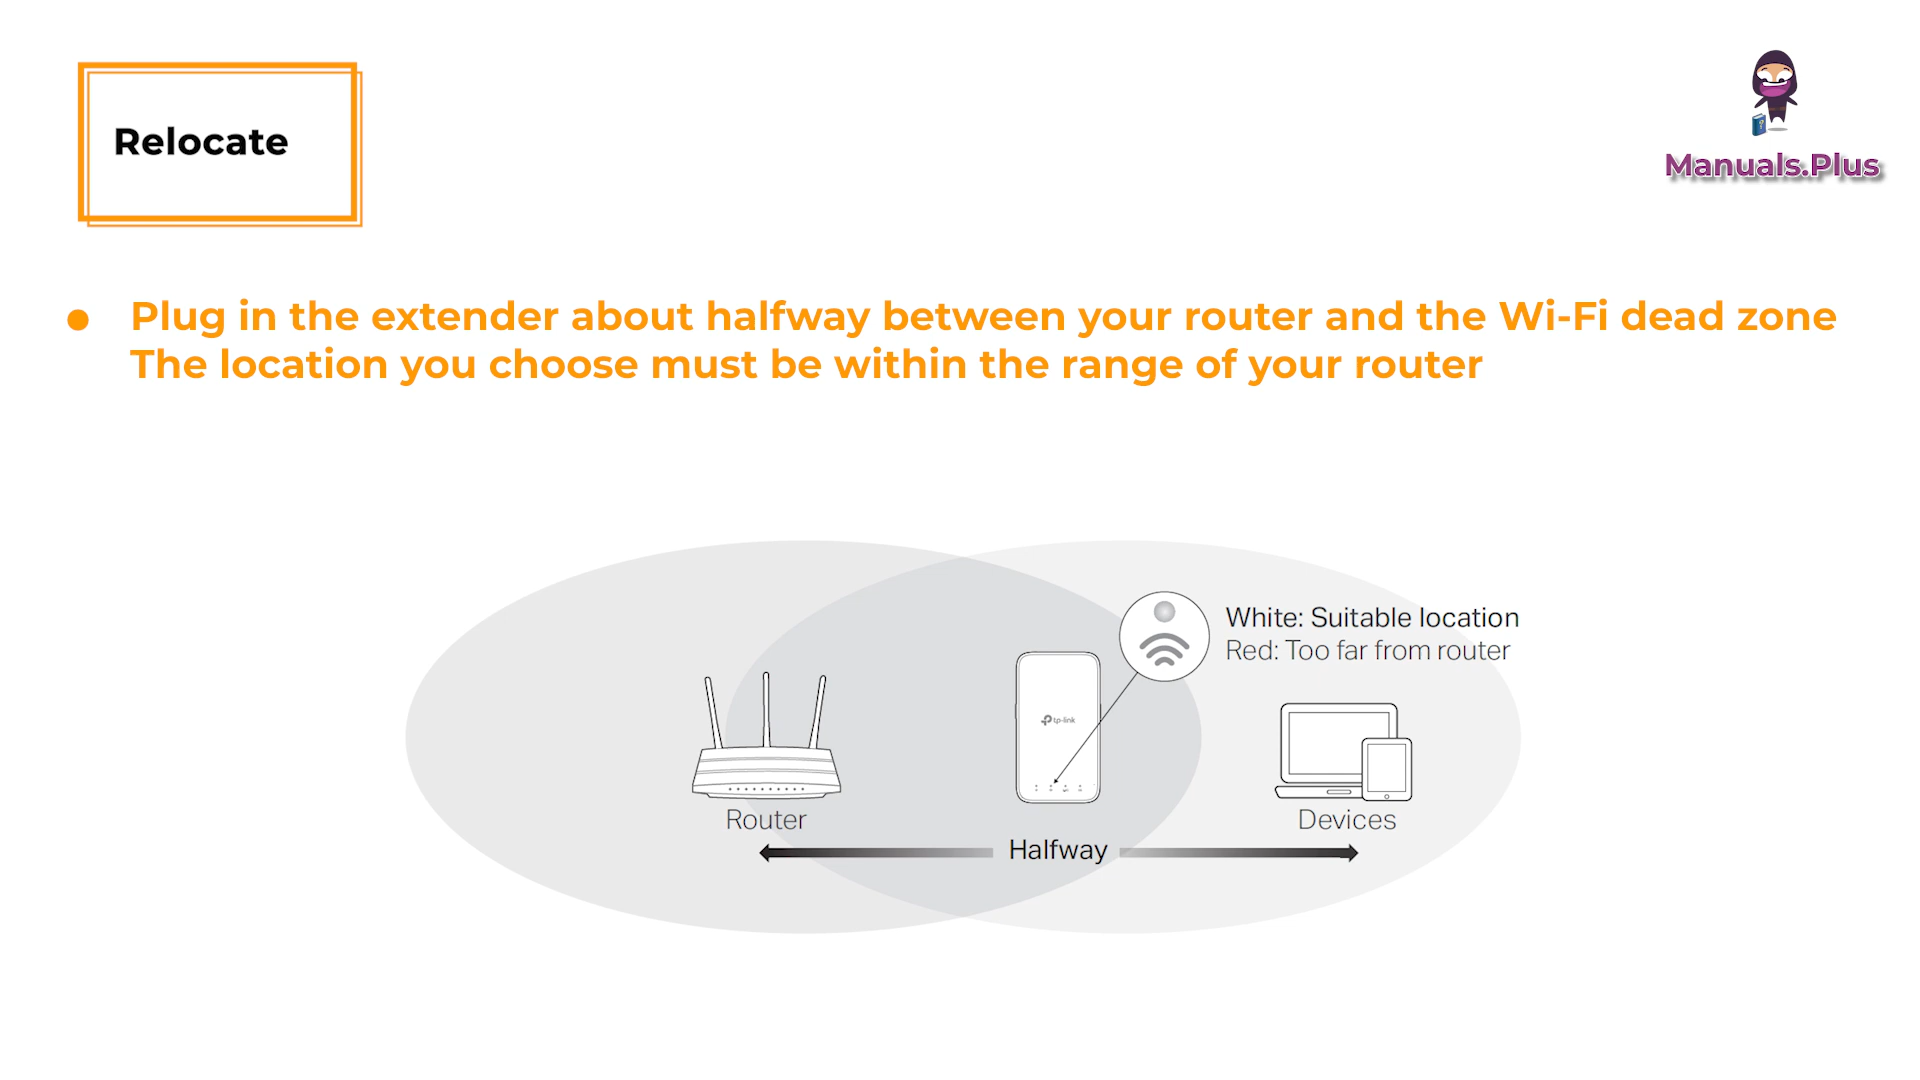 Relocate
Manuals.Plus
Plug in the extender about halfway between your router and the Wi-Fi dead zone
The location you choose must be within the range of your router
White: Suitable location
Red: Too far from router
tp-link
Router
Devices
Halfway